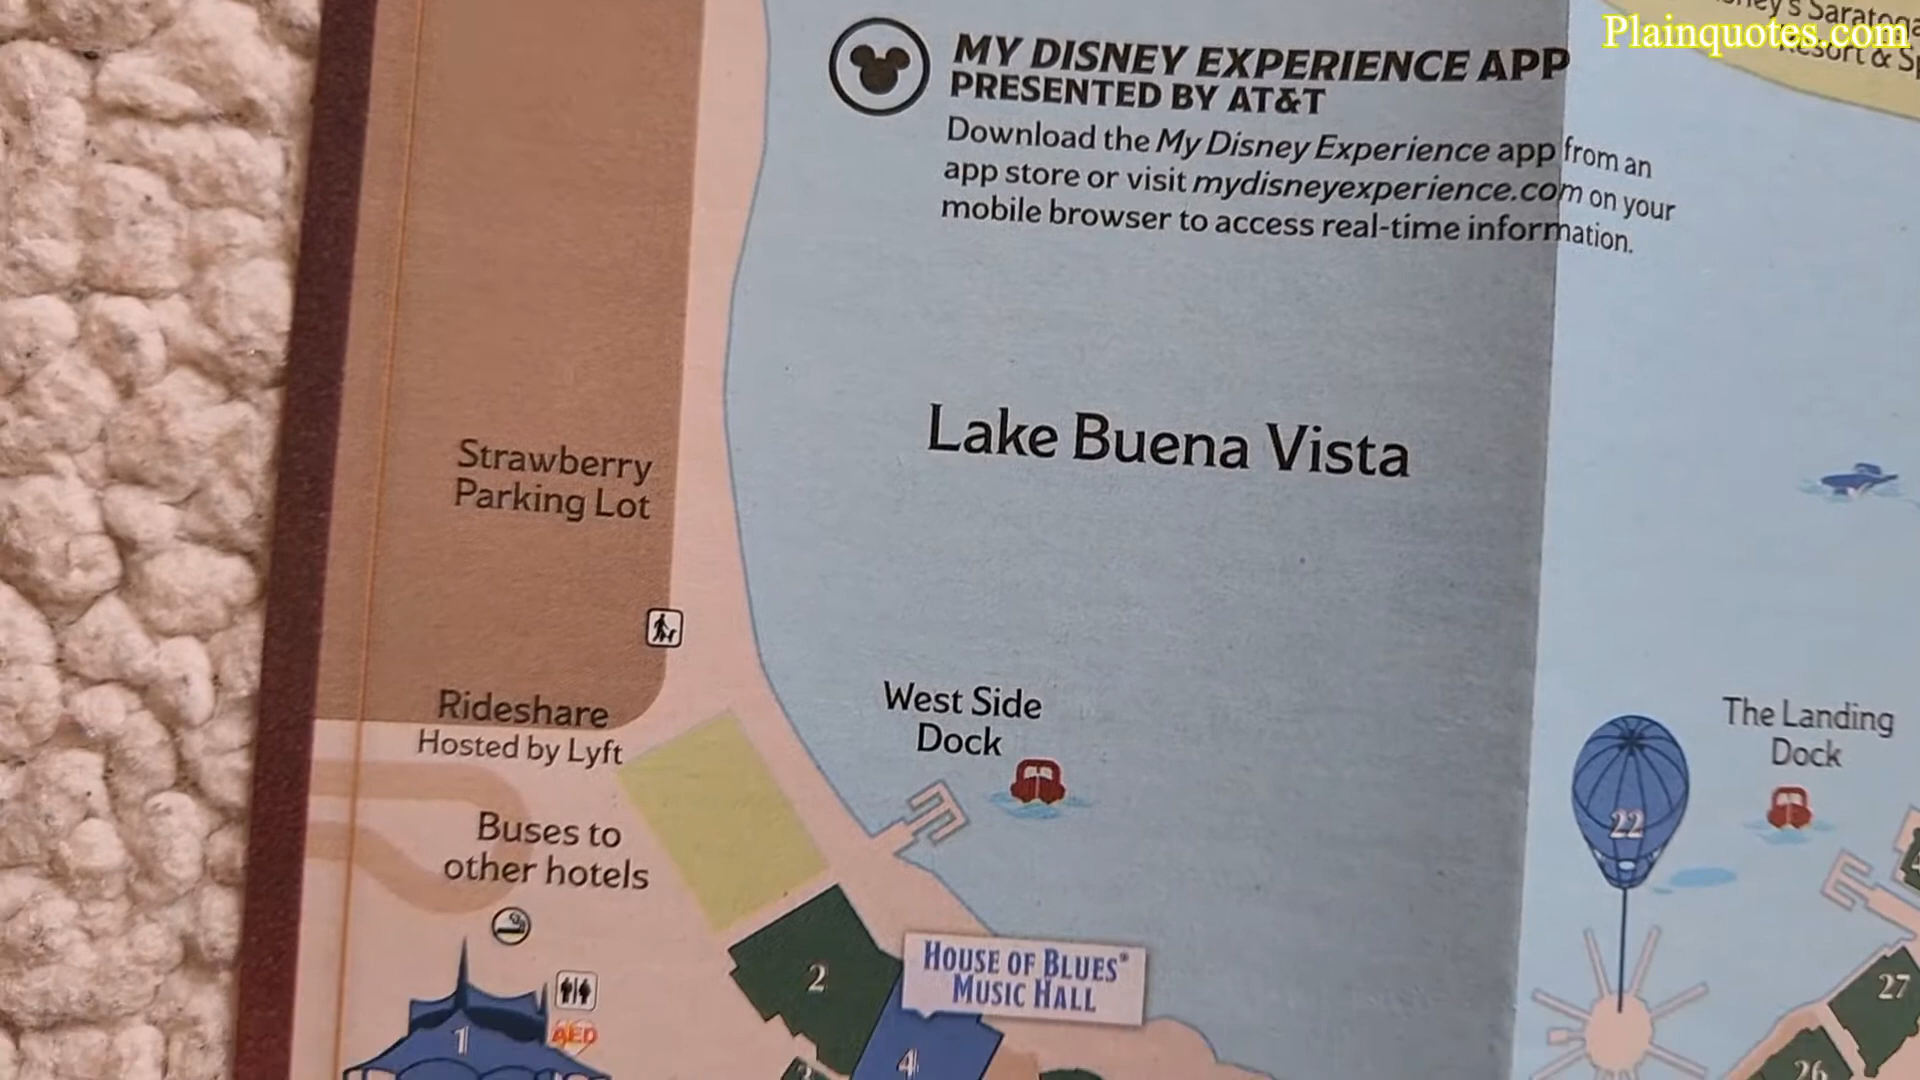 Plainquotes.com
Saratoga
Resort &
MY DISNEY EXPERIENCE APP
PRESENTED BY AT&T
Download the My Disney Experience app from an
app store or visit mydisneyexperience.com on your
mobile browser to access real-time information.
Lake Buena Vista
Strawberry
Parking Lot
West Side
Dock
Rideshare
Hosted by Lyft
The Landing
Dock
22
Buses to
other hotels
HOUSE OF BLUES®
MUSIC HALL
2
27
AED
1
4
26